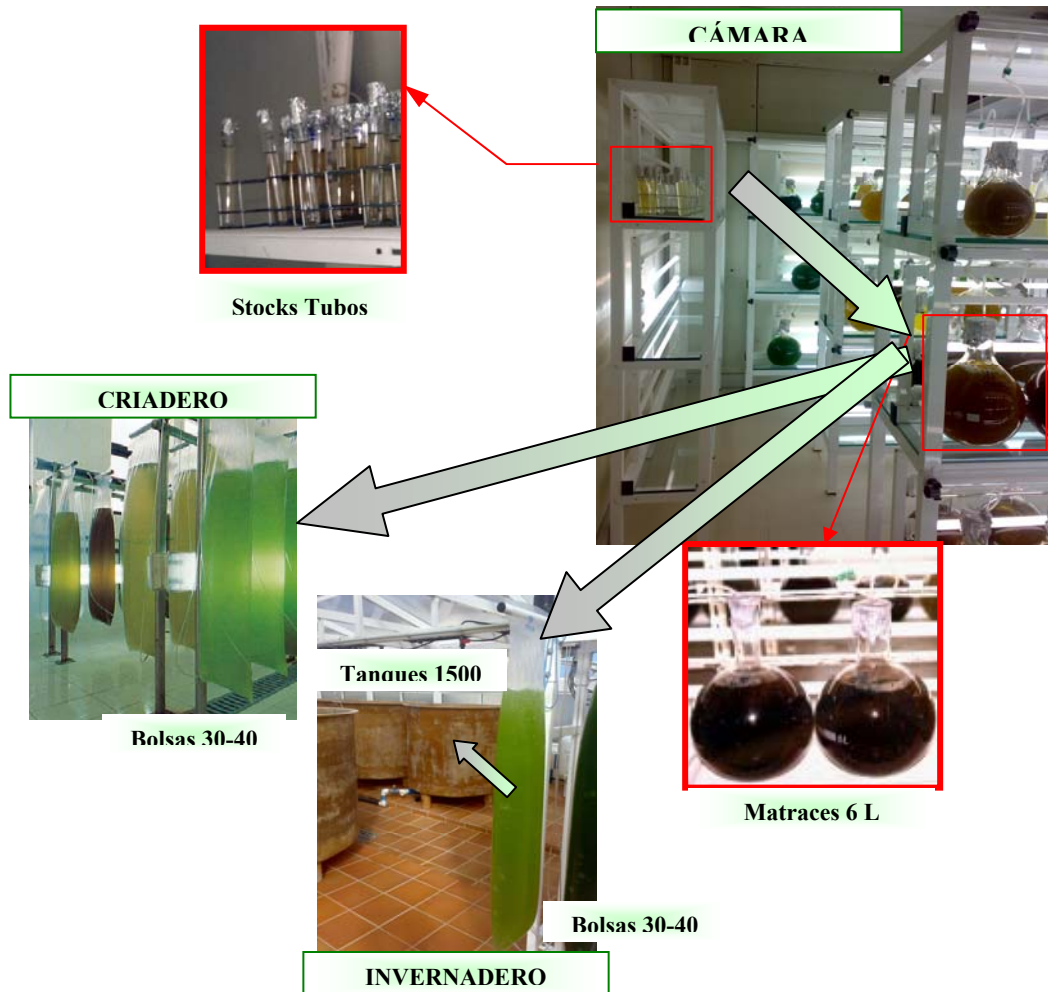 CÁMARA
Stocks Tubos
CRIADERO
Bolsas 30-40
Tanques 1500
Matraces 6 L
Bolsas 30-40
INVERNADERO